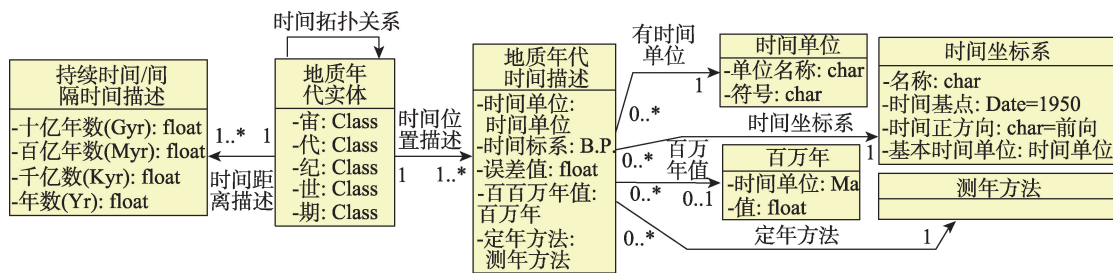 时间拓扑关系
持续时间/间
隔时间描述
-十亿年数(Gyr): float
-百亿年数(Myr): float
-千亿数(Kyr): float
-年数(Yr): float
1..*
1
时间距
离描述
地质年
代实体
-宙: Class
-代: Class
-纪: Class
-世: Class
-期: Class
时间位
置描述
1
1..*
地质年代
时间描述
-时间单位:
时间单位
-时间标系: B.P.
-误差值: float
-百百万年值:
百万年
-定年方法:
测年方法
有时间
单位
1
0..*
时间单位
-单位名称: char
-符号: char
时间坐标系
0..*
1
时间坐标系
-名称: char
-时间基点: Date=1950
-时间正方向: char=前向
-基本时间单位: 时间单位
百万
年值
0..*
0..1
百万年
-时间单位: Ma
-值: float
测年方法
0..*
定年方法
1